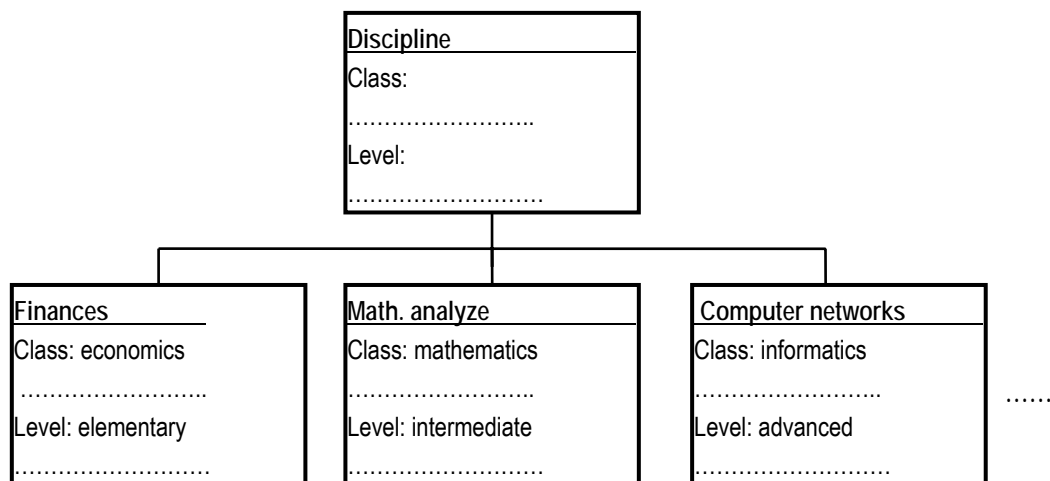 Discipline
Class:
……………………..
Level:
………………………
Finances
Class: economics
……………………..
Level: elementary
………………………
Math. analyze
Class: mathematics
……………………..
Level: intermediate
………………………
Computer networks
Class: informatics
……………………..
Level: advanced
………………………
……